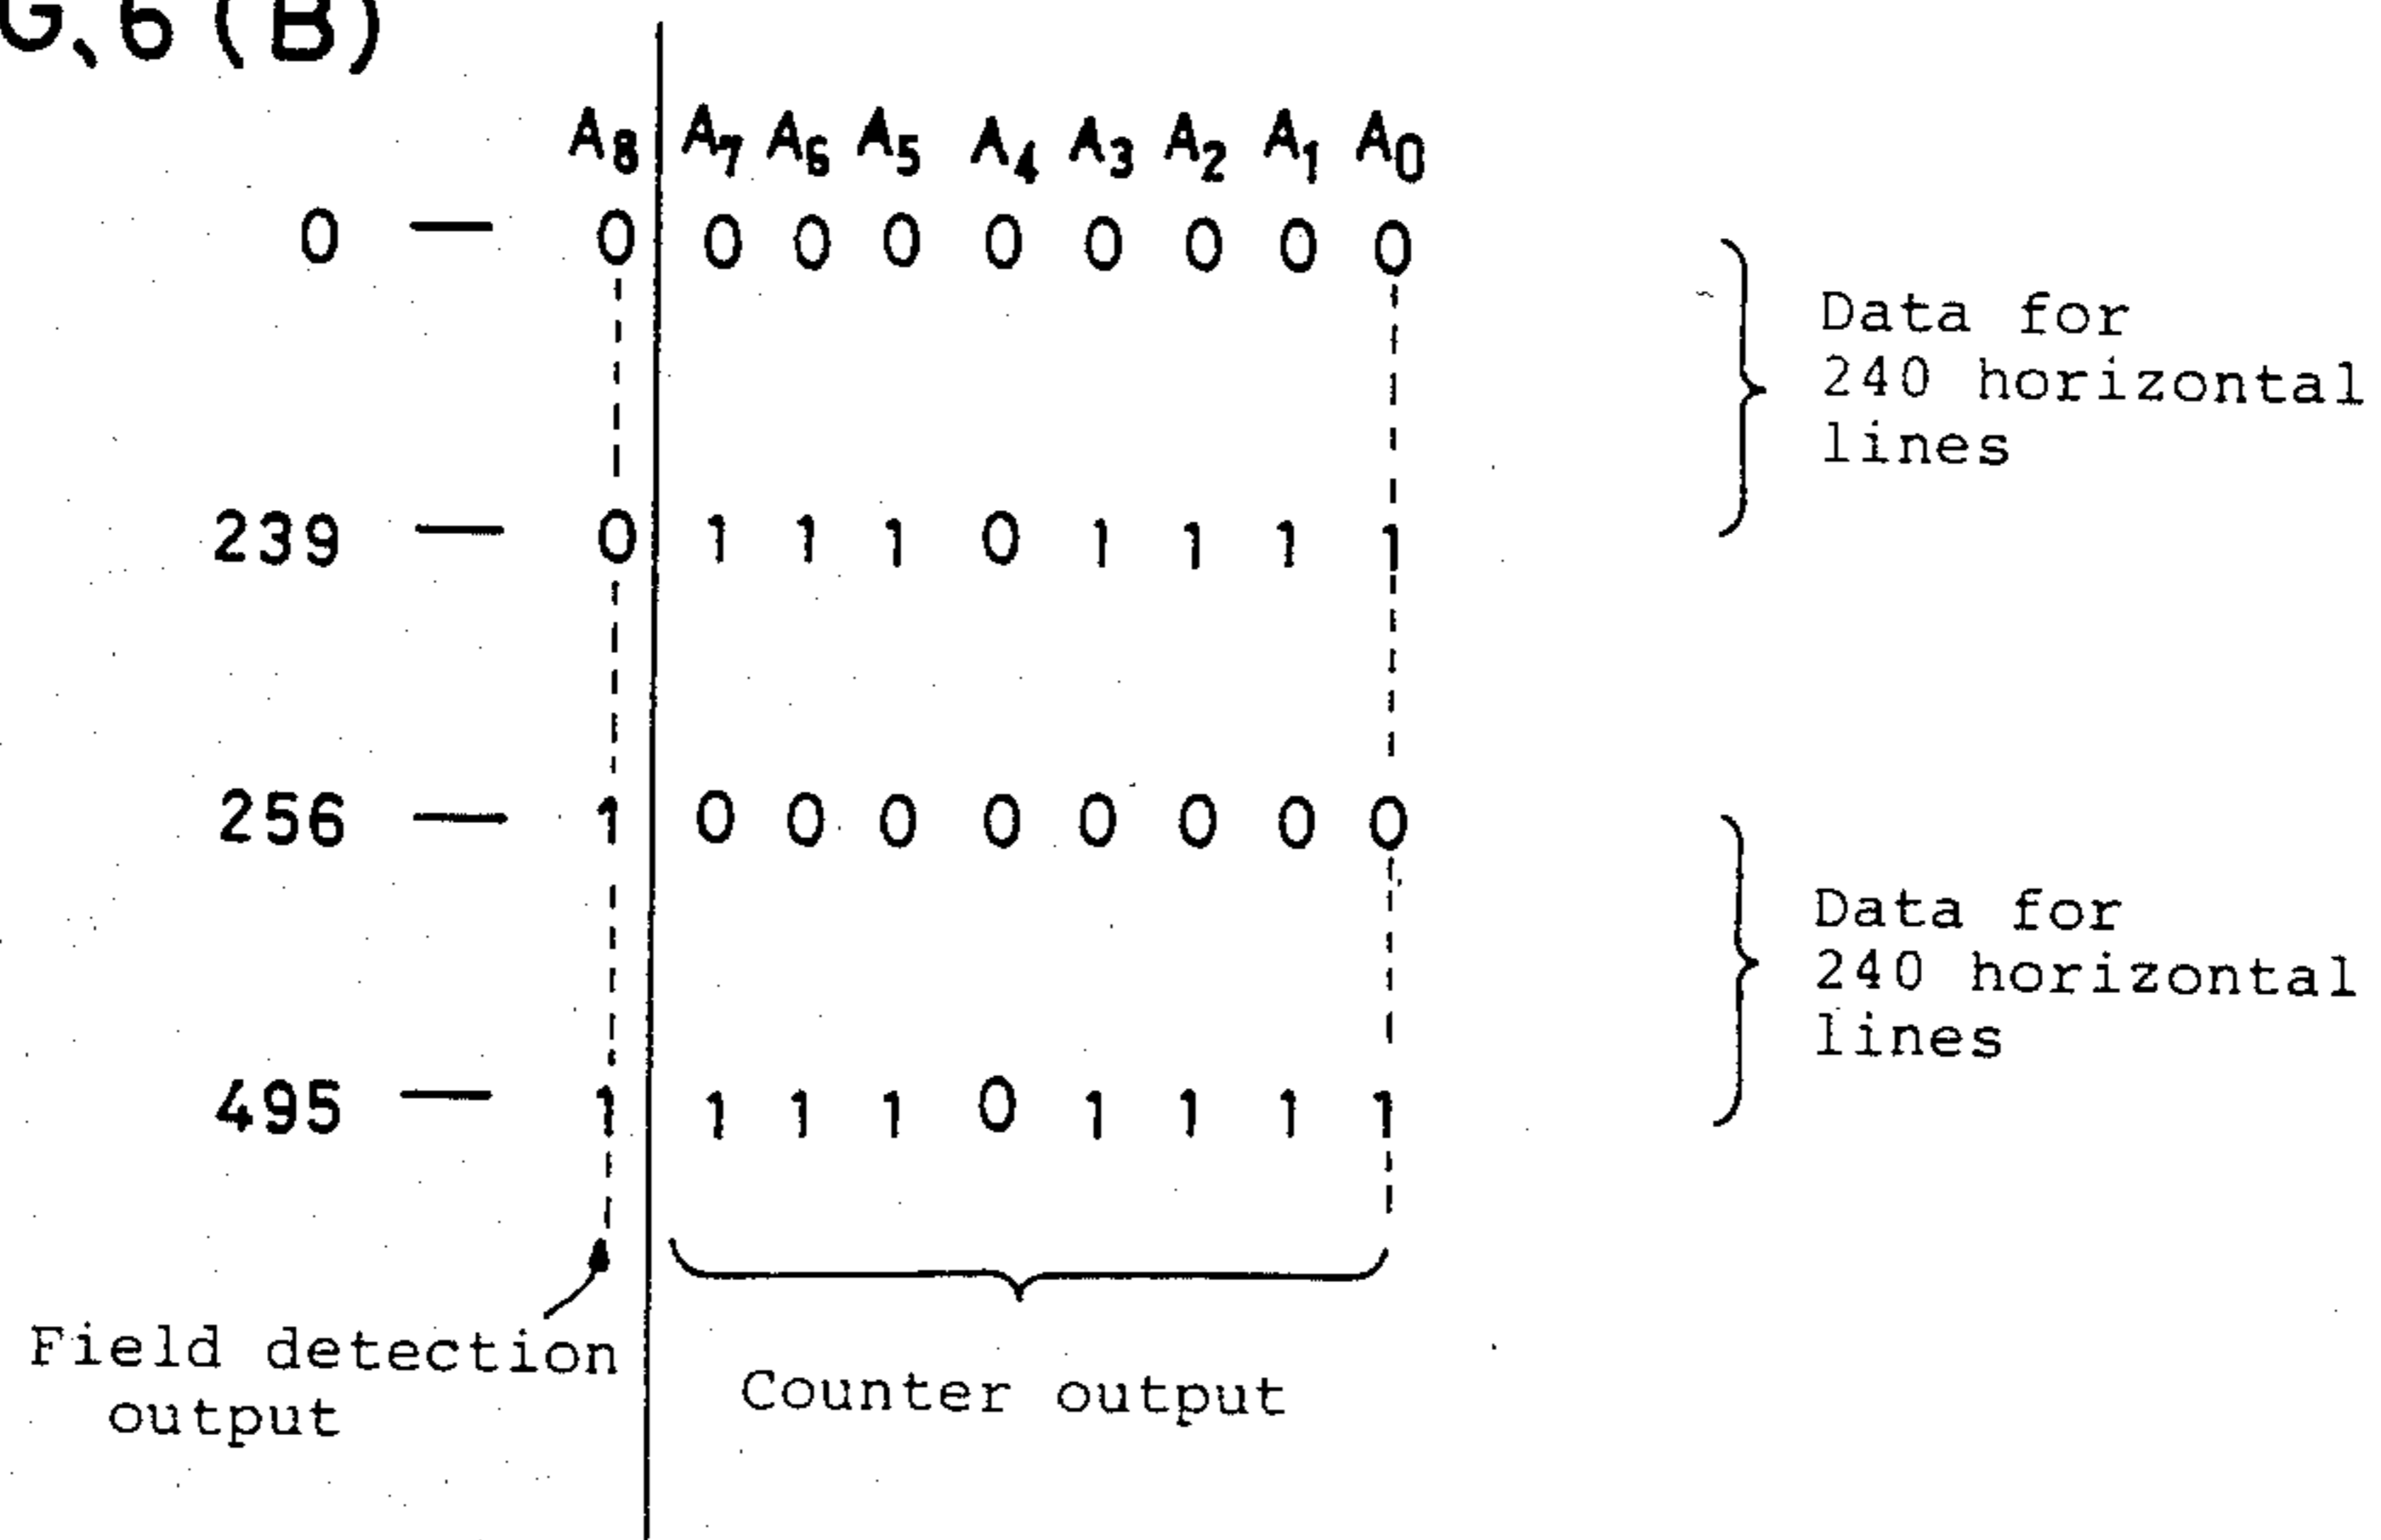 G. 6 (B)
A8 A7 A6 A5 A4 A3 A2 A1 A0
0 — 0 0 0 0 0 0 0 0 0
Data for
240 horizontal
lines
239 — 0 1 1 1 0 1 1 1 1
256 — 1 0 0 0 0 0 0 0 0
Data for
240 horizontal
lines
495 — 1 1 1 1 0 1 1 1 1
Field detection
output
Counter output